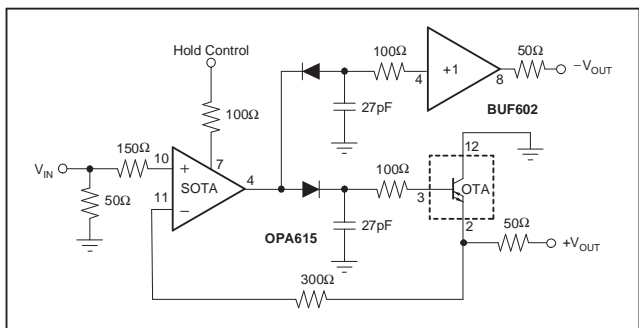 Hold Control
100Ω
100Ω
4
+1
8
50Ω
−VOUT
BUF602
27pF
VIN
150Ω
10
+
7
SOTA
4
11
−
50Ω
100Ω
12
3
OTA
2
OPA615
27pF
50Ω
+VOUT
300Ω